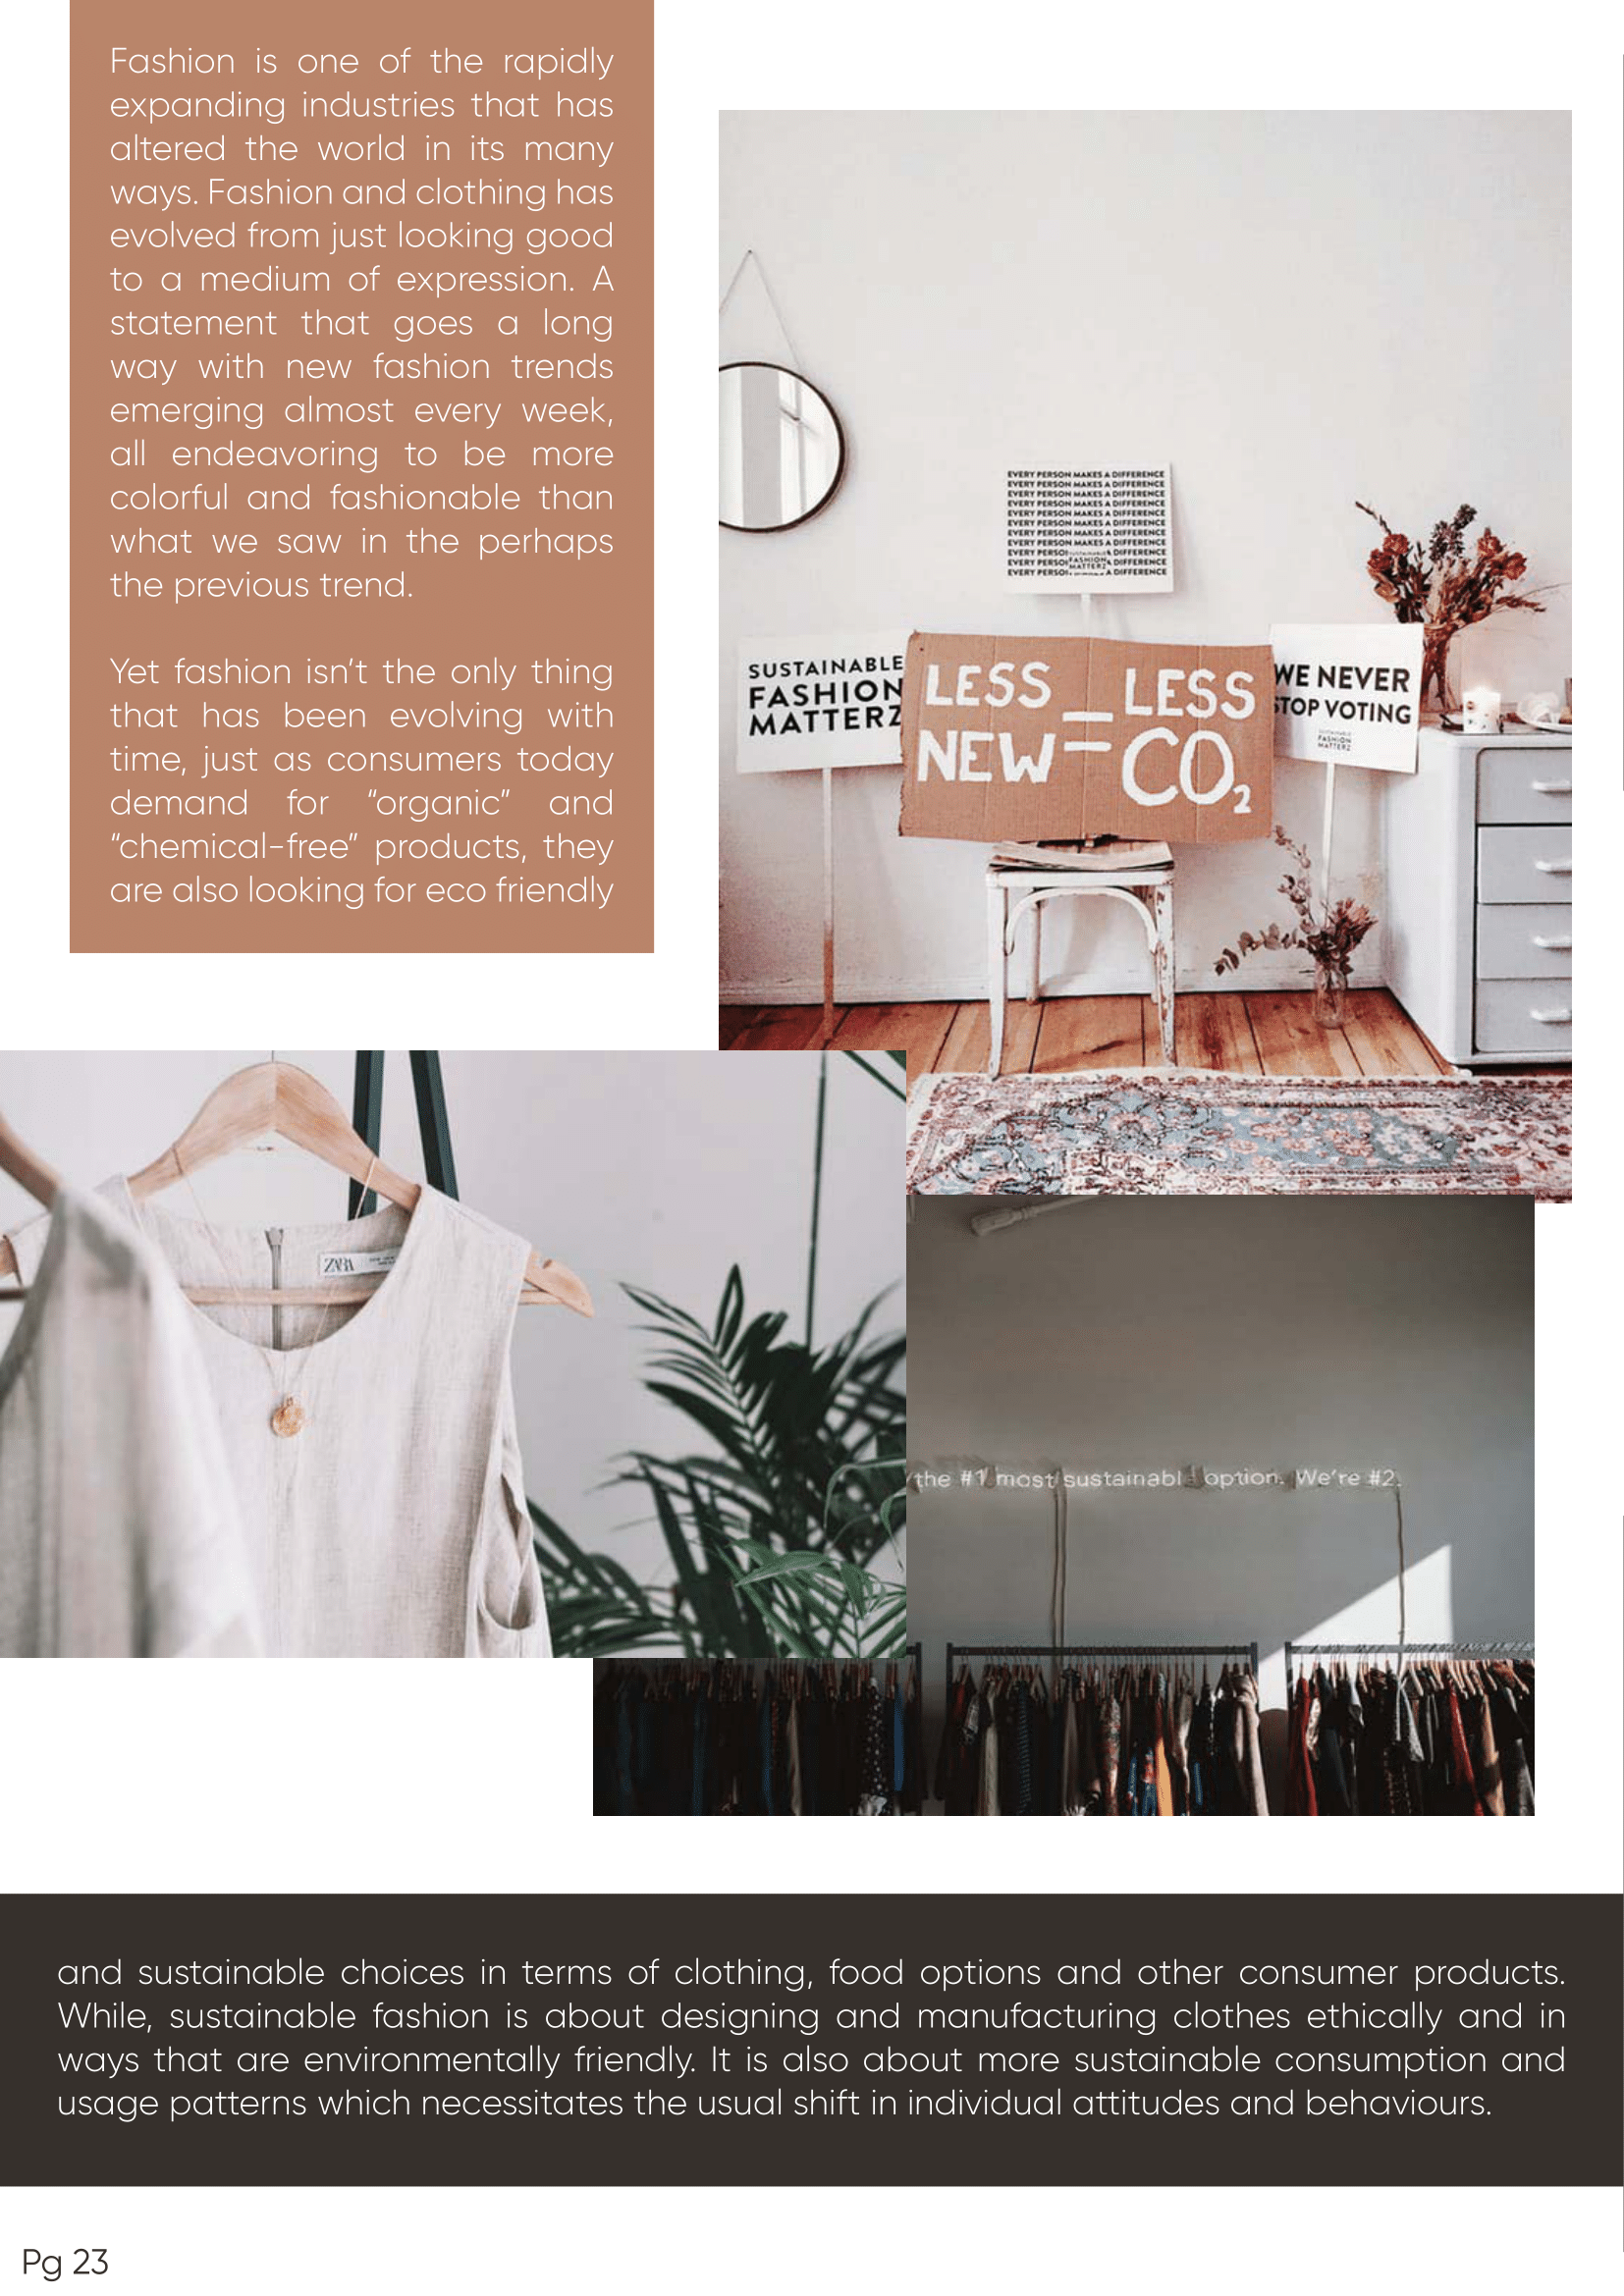 Fashion is one of the rapidly
expanding industries that has
altered the world in its many
ways. Fashion and clothing has
evolved from just looking good
to a medium of expression. A
statement that goes a long
way with new fashion trends
emerging almost every week,
all endeavoring to be more
colorful and fashionable than
what we saw in the perhaps
the previous trend.
Yet fashion isn’t the only thing
that has been evolving with
time, just as consumers today
demand for “organic” and
“chemical-free” products, they
are also looking for eco friendly
EVERY PERSON MAKES A DIFFERENCE
EVERY PERSON MAKES A DIFFERENCE
EVERY PERSON MAKES A DIFFERENCE
EVERY PERSON MAKES A DIFFERENCE
EVERY PERSON MAKES A DIFFERENCE
EVERY PERSON MAKES A DIFFERENCE
EVERY PERSON MAKES A DIFFERENCE
EVERY PERSON MAKES A DIFFERENCE
EVERY PERSO SUSTAINABLE A DIFFERENCE
EVERY PERSO FASHION A DIFFERENCE
EVERY PERSO MATTERZ A DIFFERENCE
SUSTAINABLE
FASHION
MATTERZ
LESS = LESS
NEW CO₂
WE NEVER
STOP VOTING
SUSTAINABLE
FASHION
MATTERZ
ZARA
the #1 most sustainabl option. We’re #2.
and sustainable choices in terms of clothing, food options and other consumer products.
While, sustainable fashion is about designing and manufacturing clothes ethically and in
ways that are environmentally friendly. It is also about more sustainable consumption and
usage patterns which necessitates the usual shift in individual attitudes and behaviours.
Pg 23